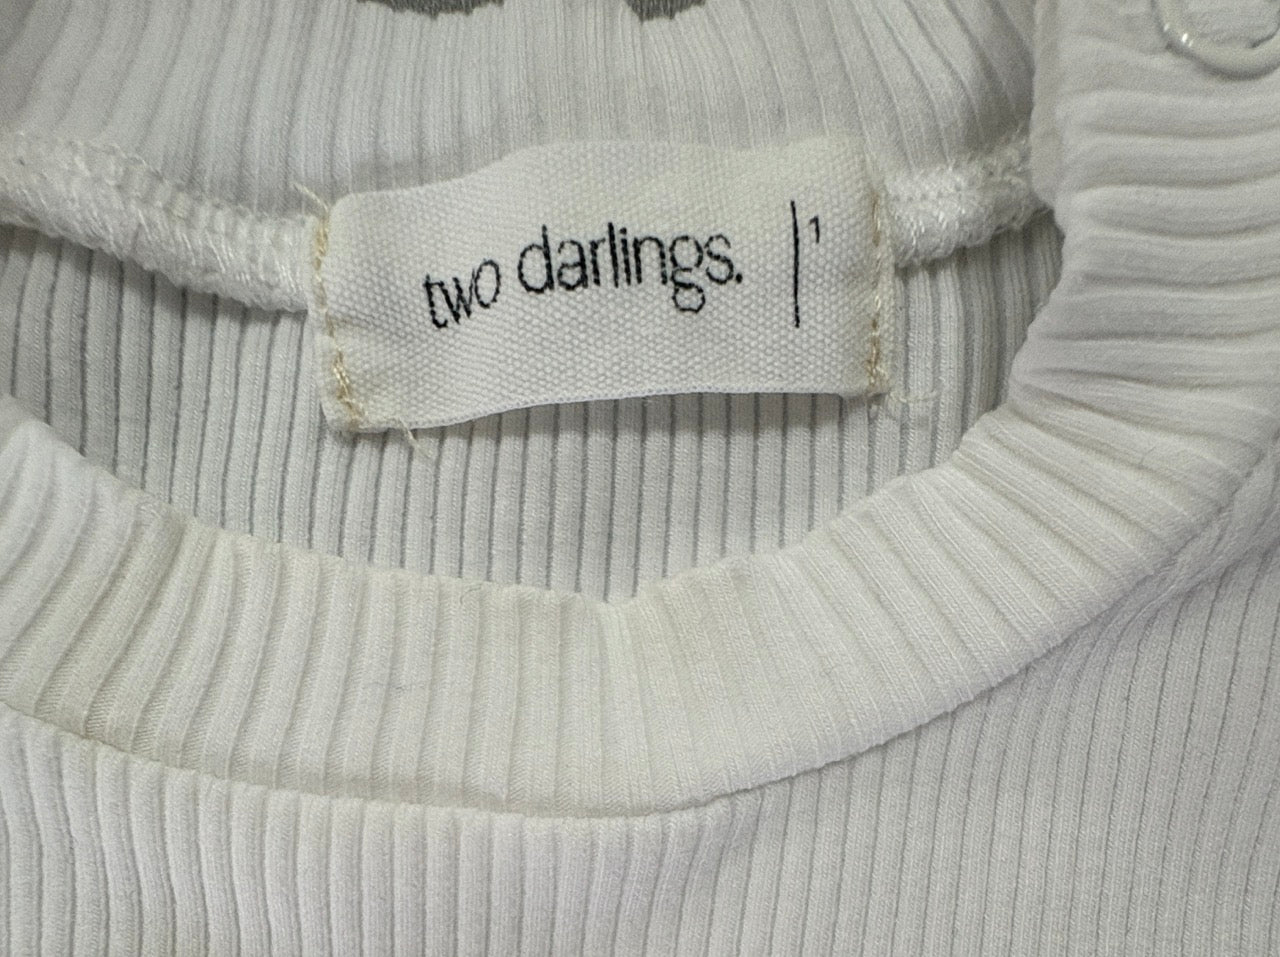 two darlings. | 1